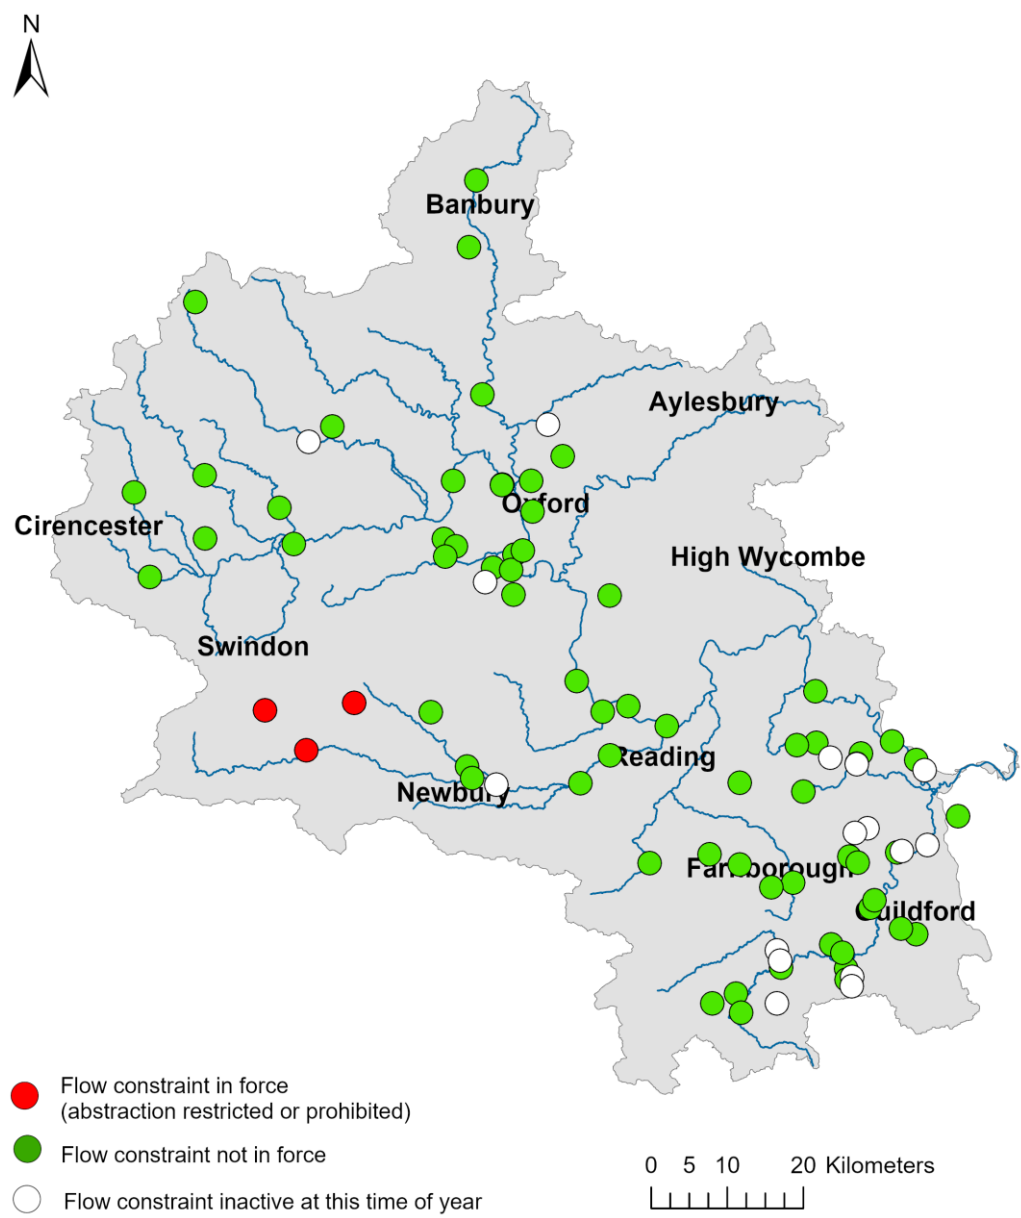 N
Banbury
Aylesbury
Oxford
Cirencester
High Wycombe
Swindon
Reading
Newbury
Farnborough
Guildford
Flow constraint in force
(abstraction restricted or prohibited)
Flow constraint not in force
Flow constraint inactive at this time of year
0 5 10 20 Kilometers